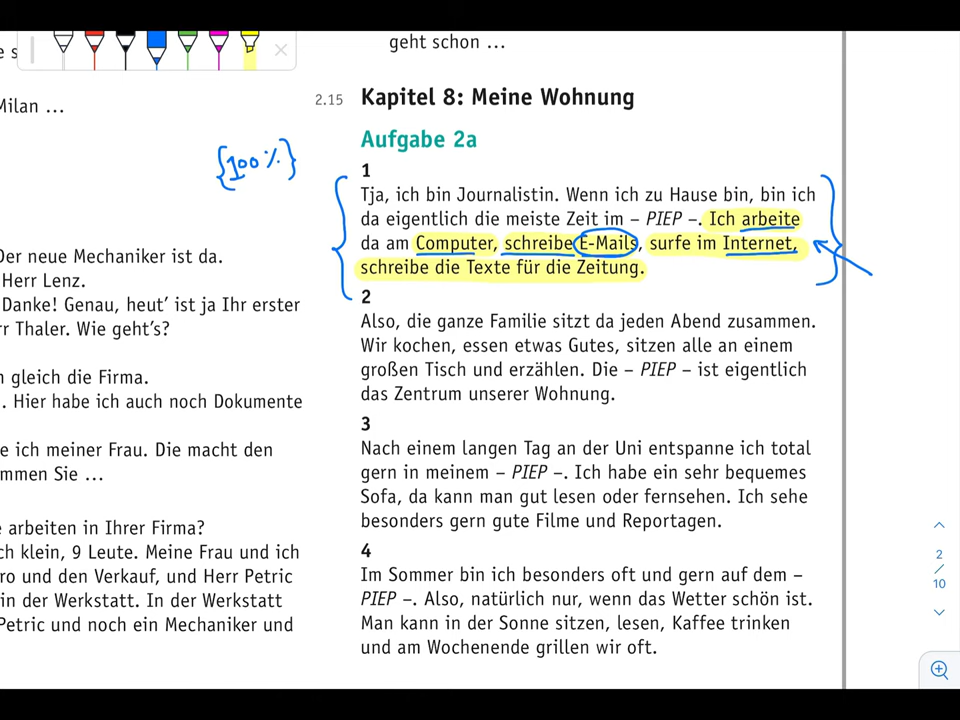 geht schon ...
Milan ...
Der neue Mechaniker ist da.
Herr Lenz.
Danke! Genau, heut' ist ja Ihr erster
Thaler. Wie geht's?
gleich die Firma.
. Hier habe ich auch noch Dokumente
ich meiner Frau. Die macht den
Sie ...
arbeiten in Ihrer Firma?
klein, 9 Leute. Meine Frau und ich
und den Verkauf, und Herr Petric
in der Werkstatt. In der Werkstatt
Petric und noch ein Mechaniker und
{100%}
2.15 Kapitel 8: Meine Wohnung
Aufgabe 2a
1
Tja, ich bin Journalistin. Wenn ich zu Hause bin, bin ich
da eigentlich die meiste Zeit im – PIEP –. Ich arbeite
da am Computer, schreibe E-Mails, surfe im Internet,
schreibe die Texte für die Zeitung.
2
Also, die ganze Familie sitzt da jeden Abend zusammen.
Wir kochen, essen etwas Gutes, sitzen alle an einem
großen Tisch und erzählen. Die – PIEP – ist eigentlich
das Zentrum unserer Wohnung.
3
Nach einem langen Tag an der Uni entspanne ich total
gern in meinem – PIEP –. Ich habe ein sehr bequemes
Sofa, da kann man gut lesen oder fernsehen. Ich sehe
besonders gern gute Filme und Reportagen.
4
Im Sommer bin ich besonders oft und gern auf dem –
PIEP –. Also, natürlich nur, wenn das Wetter schön ist.
Man kann in der Sonne sitzen, lesen, Kaffee trinken
und am Wochenende grillen wir oft.
2
/
10